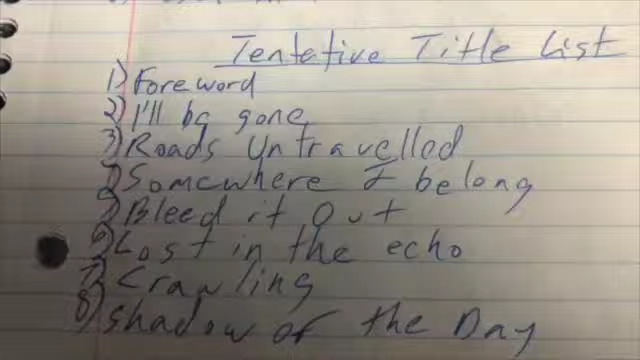 Tentative Title List
1) Foreword
2) I'll be gone
3) Roads Untravelled
4) Somewhere I belong
5) Bleed it Out
6) Lost in the echo
7) Crawling
8) Shadow of the Day